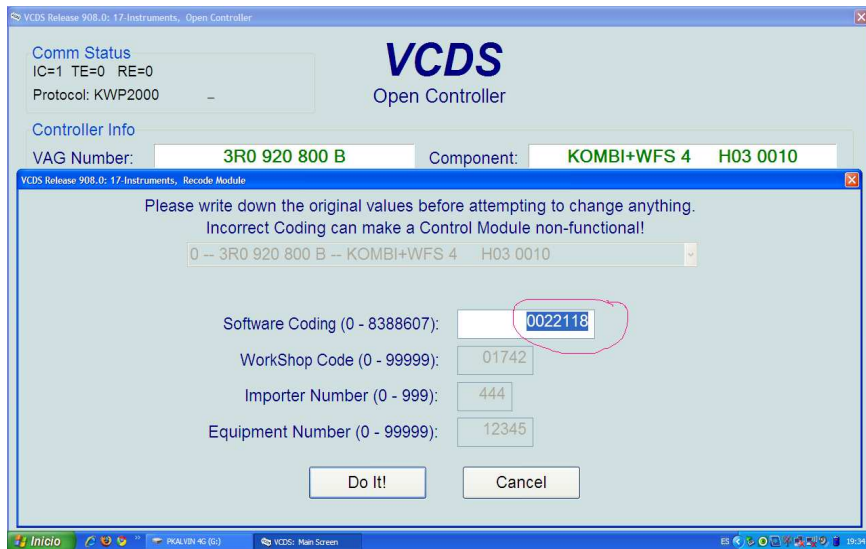 VCDS Release 908.0: 17-Instruments, Open Controller
Comm Status
IC=1 TE=0 RE=0
Protocol: KWP2000 –
VCDS
Open Controller
Controller Info
VAG Number: 3R0 920 800 B Component: KOMBI+WFS 4 H03 0010
VCDS Release 908.0: 17-Instruments, Recode Module
Please write down the original values before attempting to change anything.
Incorrect Coding can make a Control Module non-functional!
0 -- 3R0 920 800 B -- KOMBI+WFS 4 H03 0010
Software Coding (0 - 8388607): 0022118
WorkShop Code (0 - 99999): 01742
Importer Number (0 - 999): 444
Equipment Number (0 - 99999): 12345
Do It! Cancel
Inicio PKALVIN 4G (G:) VCDS: Main Screen ES 19:34